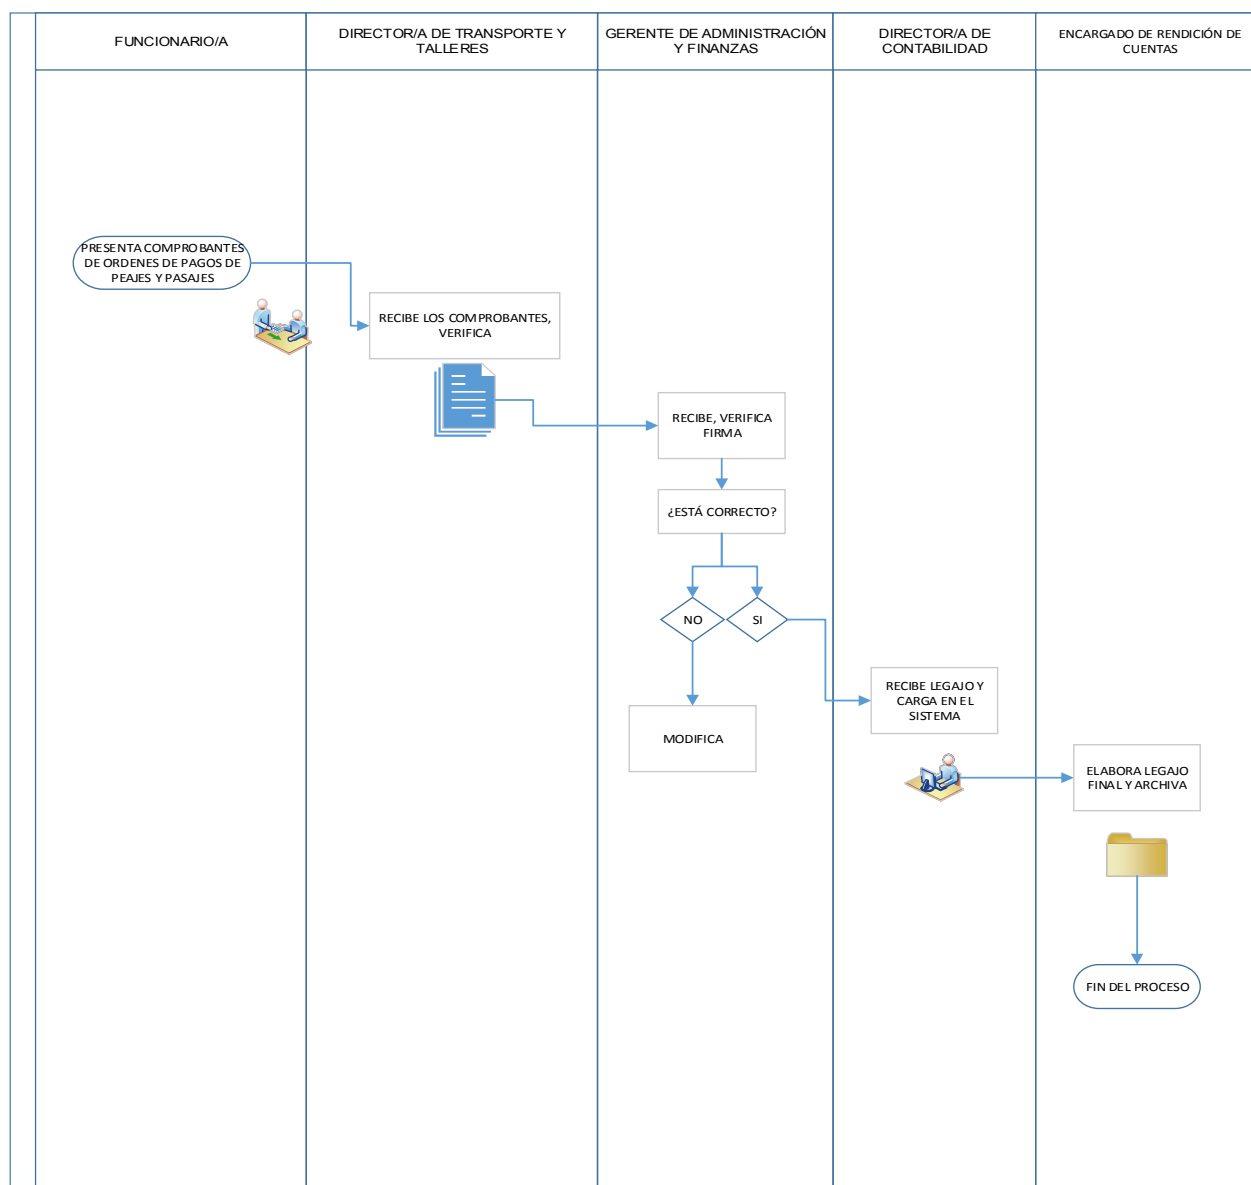 FUNCIONARIO/A
DIRECTOR/A DE TRANSPORTE Y
TALLERES
GERENTE DE ADMINISTRACIÓN
Y FINANZAS
DIRECTOR/A DE
CONTABILIDAD
ENCARGADO DE RENDICIÓN DE
CUENTAS
PRESENTA COMPROBANTES
DE ORDENES DE PAGOS DE
PEAJES Y PASAJES
RECIBE LOS COMPROBANTES,
VERIFICA
RECIBE, VERIFICA
FIRMA
¿ESTÁ CORRECTO?
NO
SI
RECIBE LEGAJO Y
CARGA EN EL
SISTEMA
MODIFICA
ELABORA LEGAJO
FINAL Y ARCHIVA
FIN DEL PROCESO